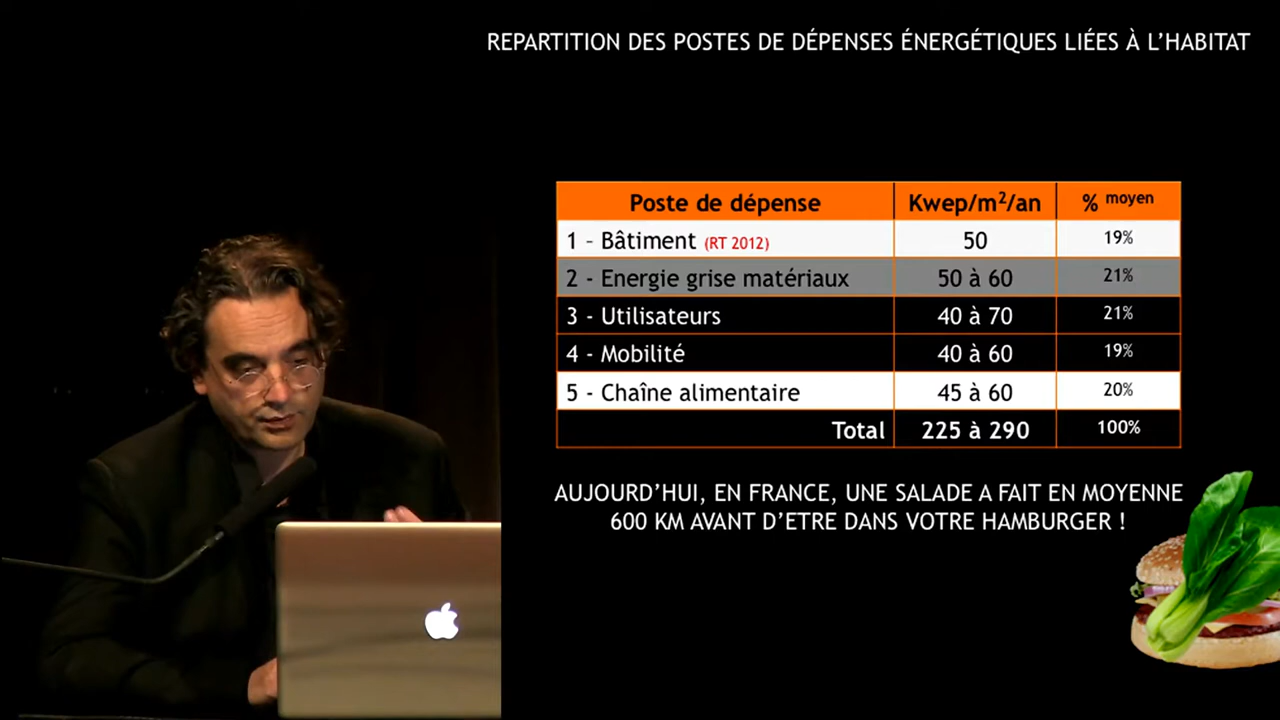 REPARTITION DES POSTES DE DÉPENSES ÉNERGÉTIQUES LIÉES À L'HABITAT
Poste de dépense Kwep/m²/an % moyen
1 - Bâtiment (RT 2012) 50 19%
2 - Energie grise matériaux 50 à 60 21%
3 - Utilisateurs 40 à 70 21%
4 - Mobilité 40 à 60 19%
5 - Chaîne alimentaire 45 à 60 20%
Total 225 à 290 100%
AUJOURD'HUI, EN FRANCE, UNE SALADE A FAIT EN MOYENNE
600 KM AVANT D'ETRE DANS VOTRE HAMBURGER !